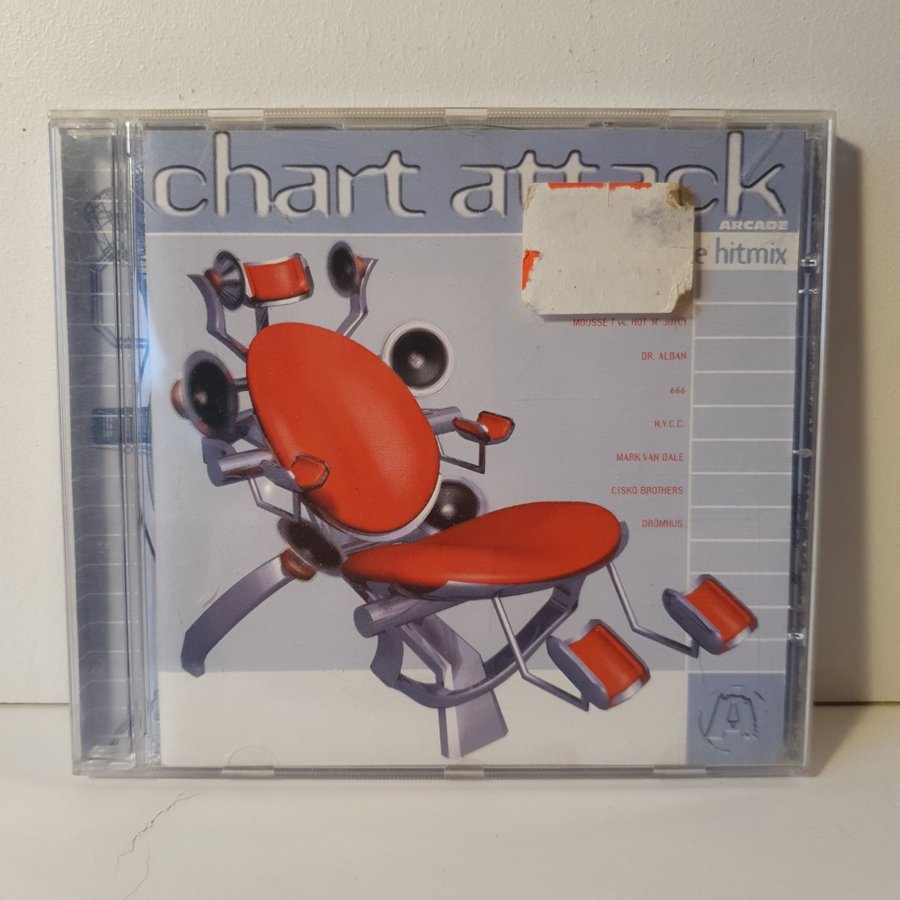 chart attack
ARCADE
hitmix
MOUSSE T vs. HOT 'N' JUICY
DR. ALBAN
666
N.Y.C.C.
MARK VAN DALE
CISKO BROTHERS
DRÖMHUS
A